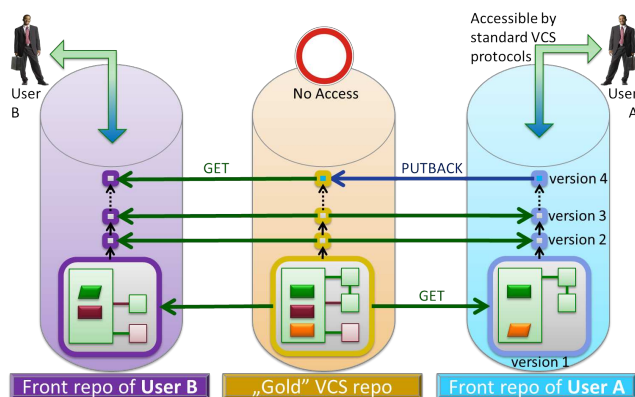 Accessible by
standard VCS
protocols
User
B
No Access
User
A
GET
PUTBACK
version 4
version 3
version 2
GET
version 1
Front repo of User B
„Gold” VCS repo
Front repo of User A